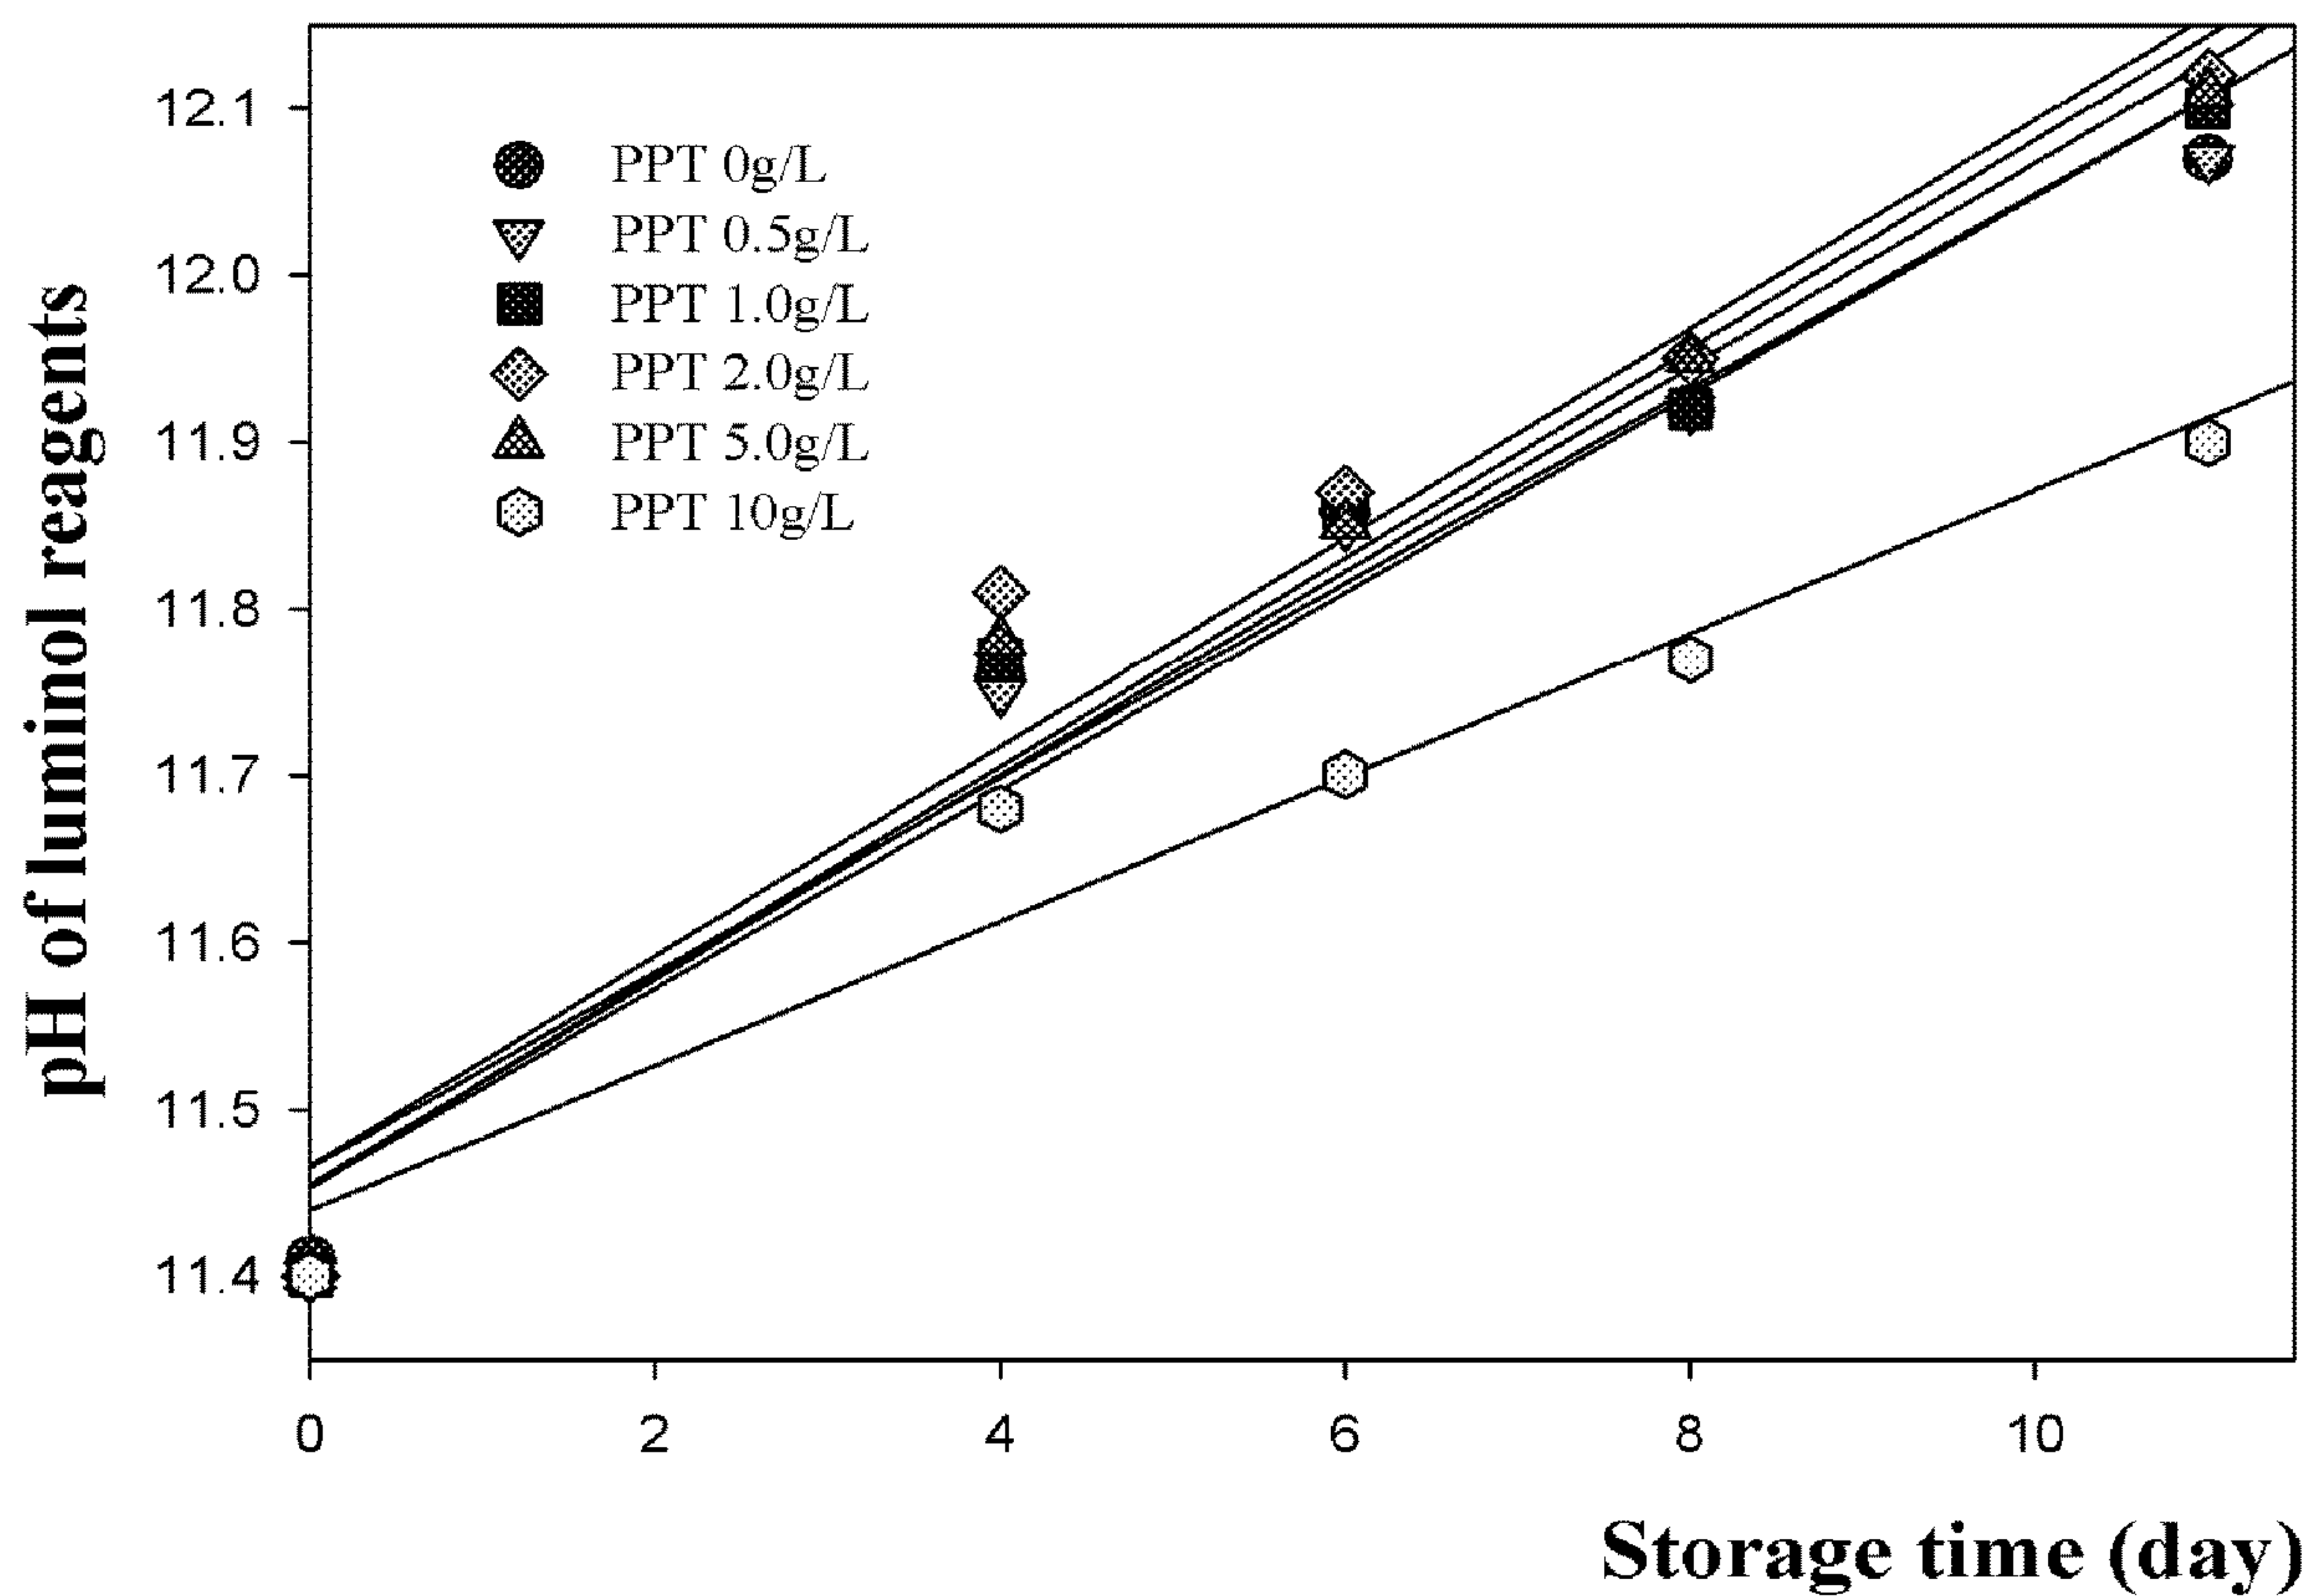 12.1
12.0
11.9
11.8
11.7
11.6
11.5
11.4
pH of luminol reagents
PPT 0g/L
PPT 0.5g/L
PPT 1.0g/L
PPT 2.0g/L
PPT 5.0g/L
PPT 10g/L
0 2 4 6 8 10
Storage time (day)